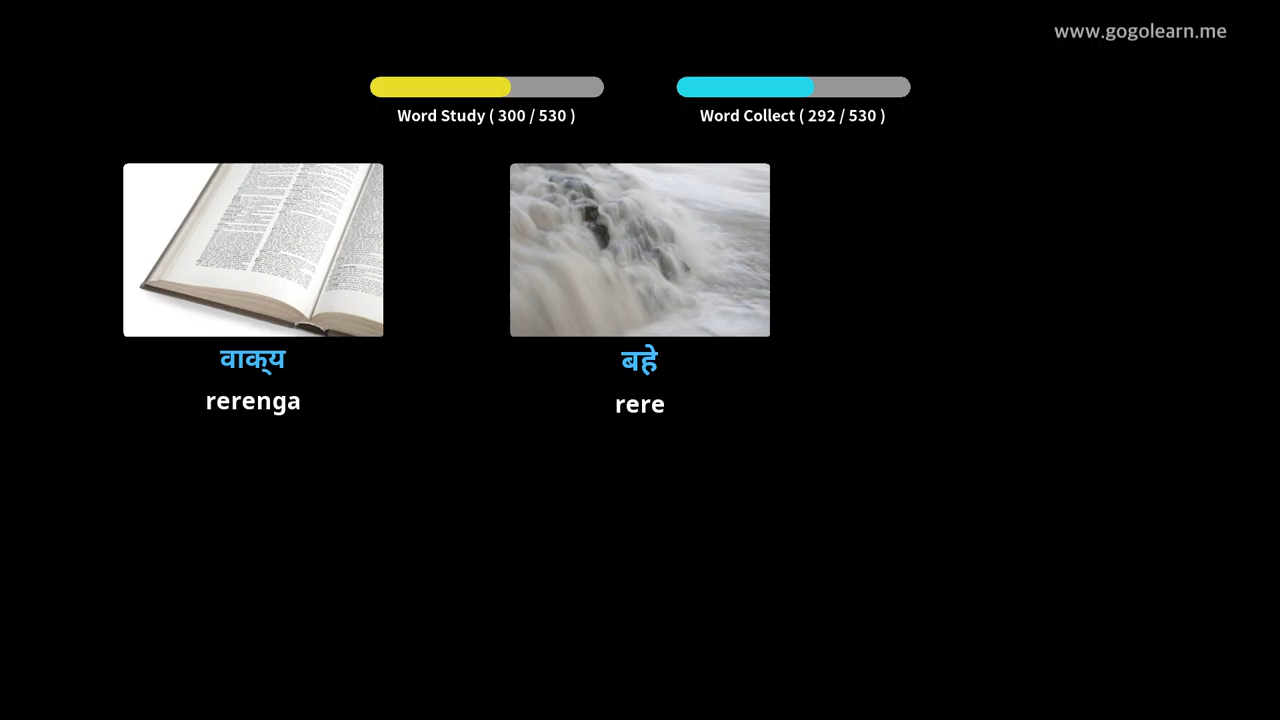 www.gogolearn.me
Word Study ( 300 / 530 )
Word Collect ( 292 / 530 )
वाक्य
rerenga
बहे
rere